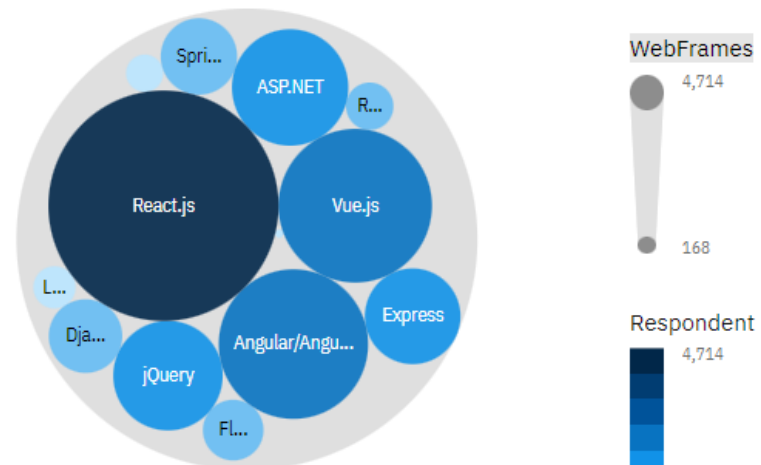 Spri...
ASP.NET
R...
React.js
Vue.js
L...
Dja...
Express
Angular/Angu...
jQuery
Fl...
WebFrames
4,714
168
Respondent
4,714